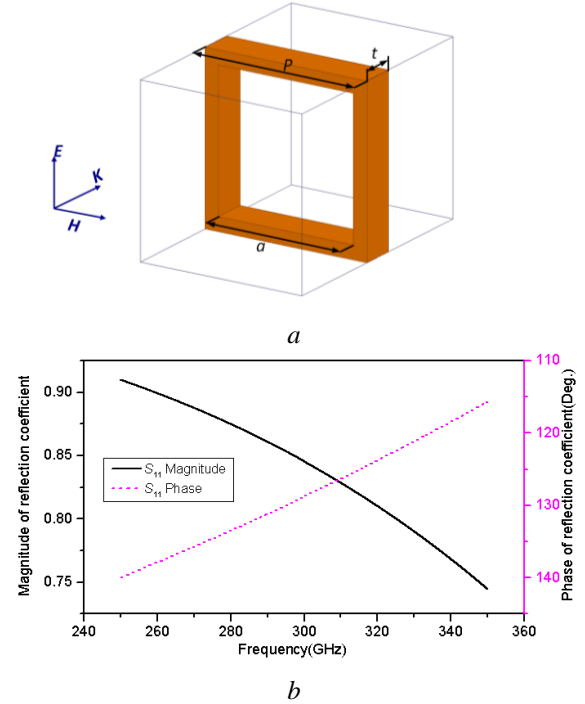 P
t
E
K
H
a
a
Magnitude of reflection coefficient
0.90
0.85
0.80
0.75
S11 Magnitude
S11 Phase
110
120
130
140
Phase of reflection coefficient(Deg.)
240
260
280
300
320
340
360
Frequency(GHz)
b